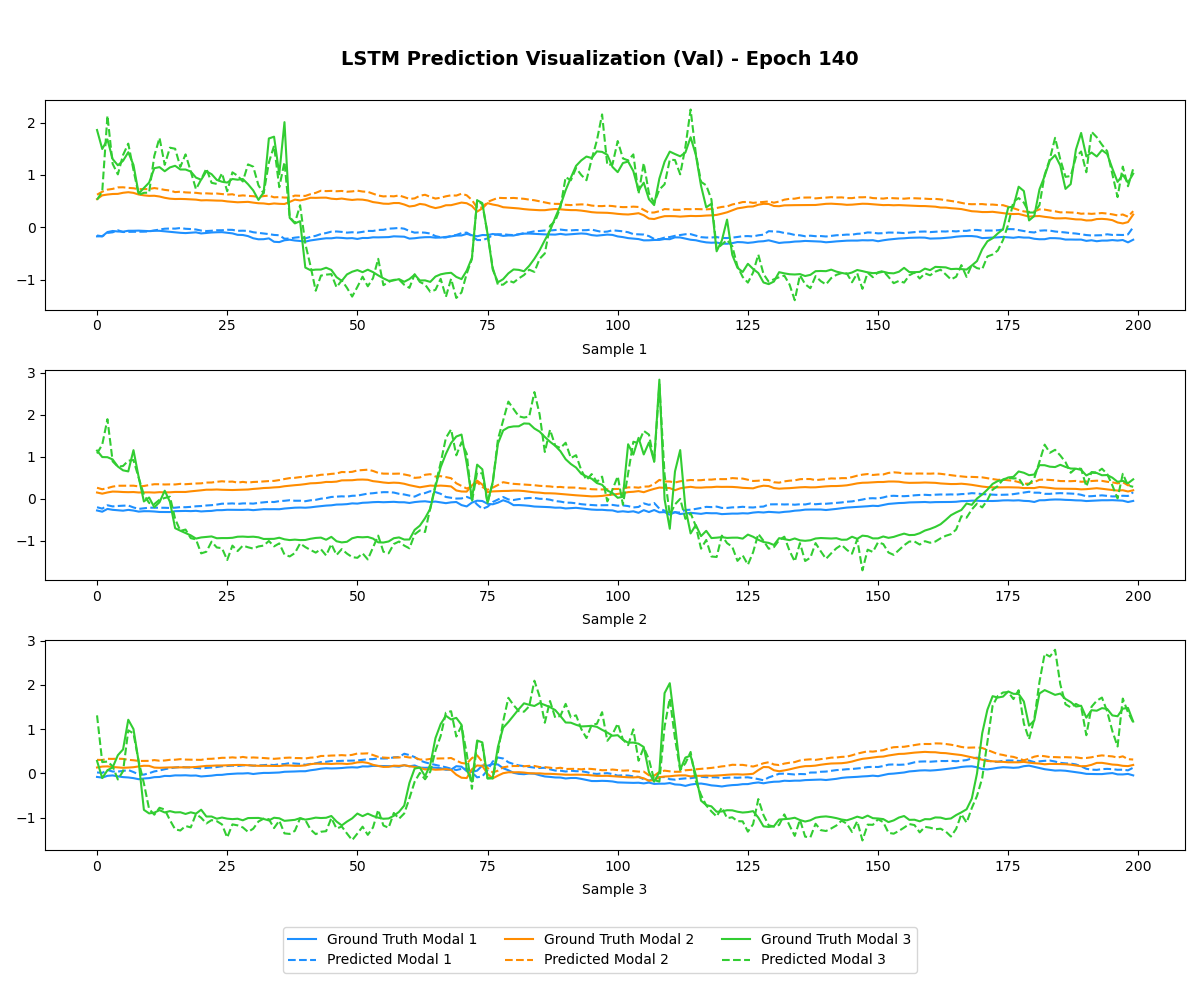 LSTM Prediction Visualization (Val) - Epoch 140
2
1
0
−1
0 25 50 75 100 125 150 175 200
Sample 1
3
2
1
0
−1
0 25 50 75 100 125 150 175 200
Sample 2
3
2
1
0
−1
0 25 50 75 100 125 150 175 200
Sample 3
Ground Truth Modal 1 Ground Truth Modal 2 Ground Truth Modal 3
Predicted Modal 1 Predicted Modal 2 Predicted Modal 3